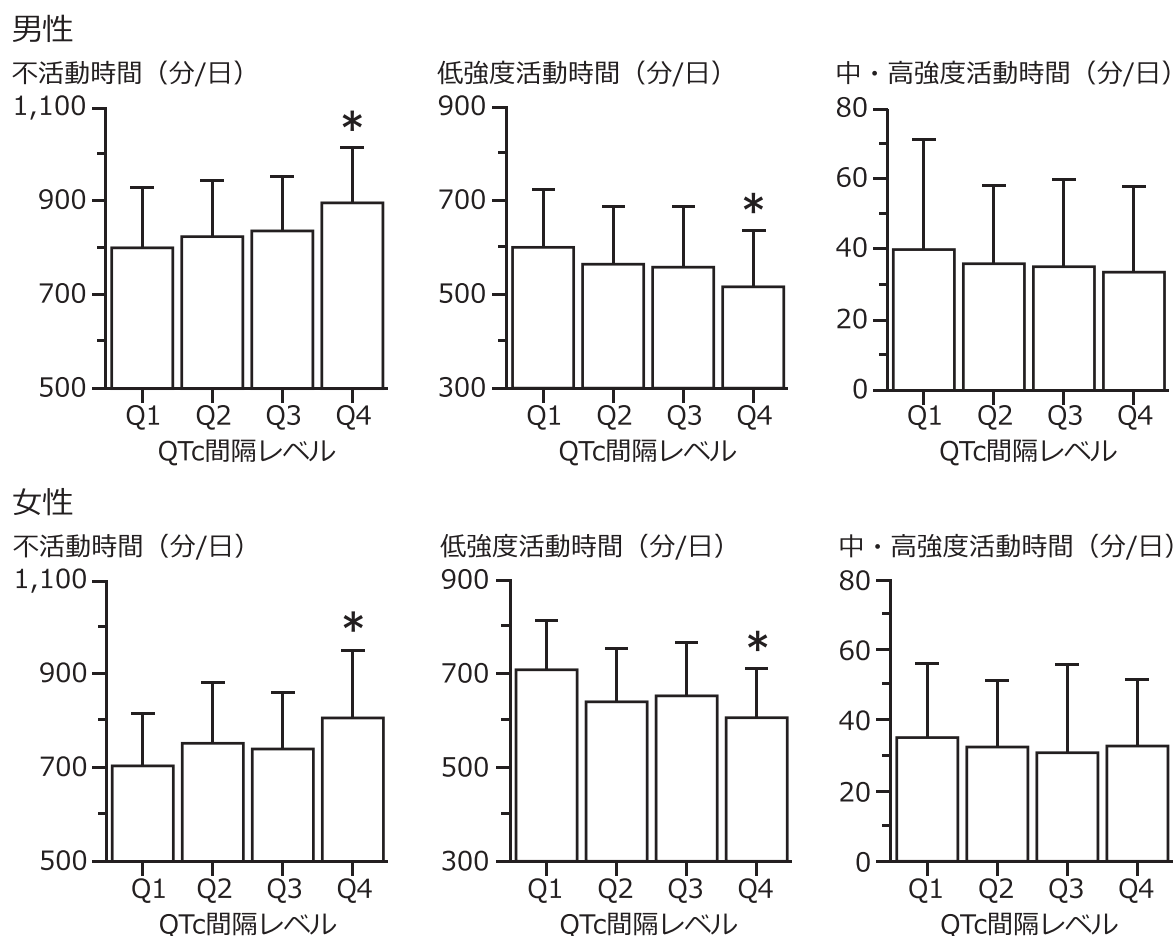 男性
不活動時間（分/日）
1,100
900
700
500
*
Q1 Q2 Q3 Q4
QTc間隔レベル
低強度活動時間（分/日）
900
700
500
300
*
Q1 Q2 Q3 Q4
QTc間隔レベル
中・高強度活動時間（分/日）
80
60
40
20
0
Q1 Q2 Q3 Q4
QTc間隔レベル
女性
不活動時間（分/日）
1,100
900
700
500
*
Q1 Q2 Q3 Q4
QTc間隔レベル
低強度活動時間（分/日）
900
700
500
300
*
Q1 Q2 Q3 Q4
QTc間隔レベル
中・高強度活動時間（分/日）
80
60
40
20
0
Q1 Q2 Q3 Q4
QTc間隔レベル